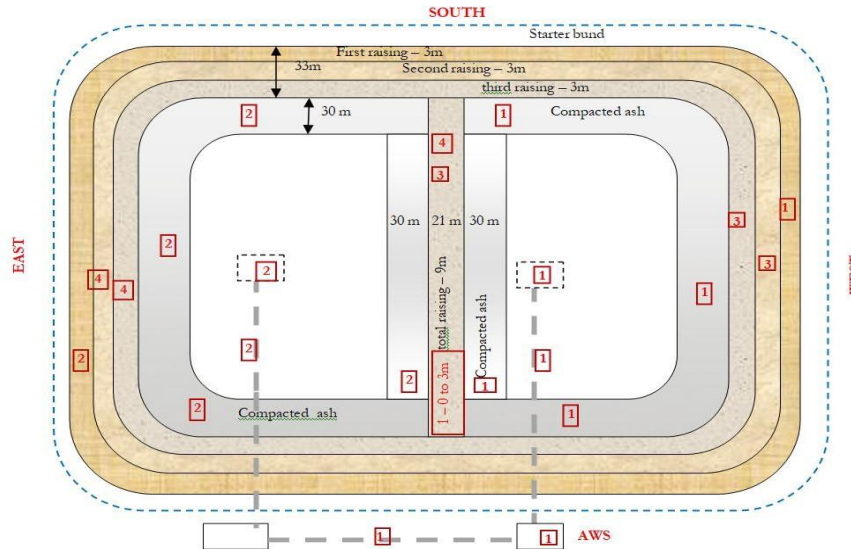 SOUTH
Starter bund
First raising – 3m
33m
Second raising – 3m
third raising – 3m
2
30 m
1
Compacted ash
4
3
1
30 m
21 m
30 m
3
EAST
2
3
2
1
4
4
1
total raising – 9m
Compacted ash
2
2
1
2
1
1 – 0 to 3m
2
Compacted ash
1
1
1
AWS